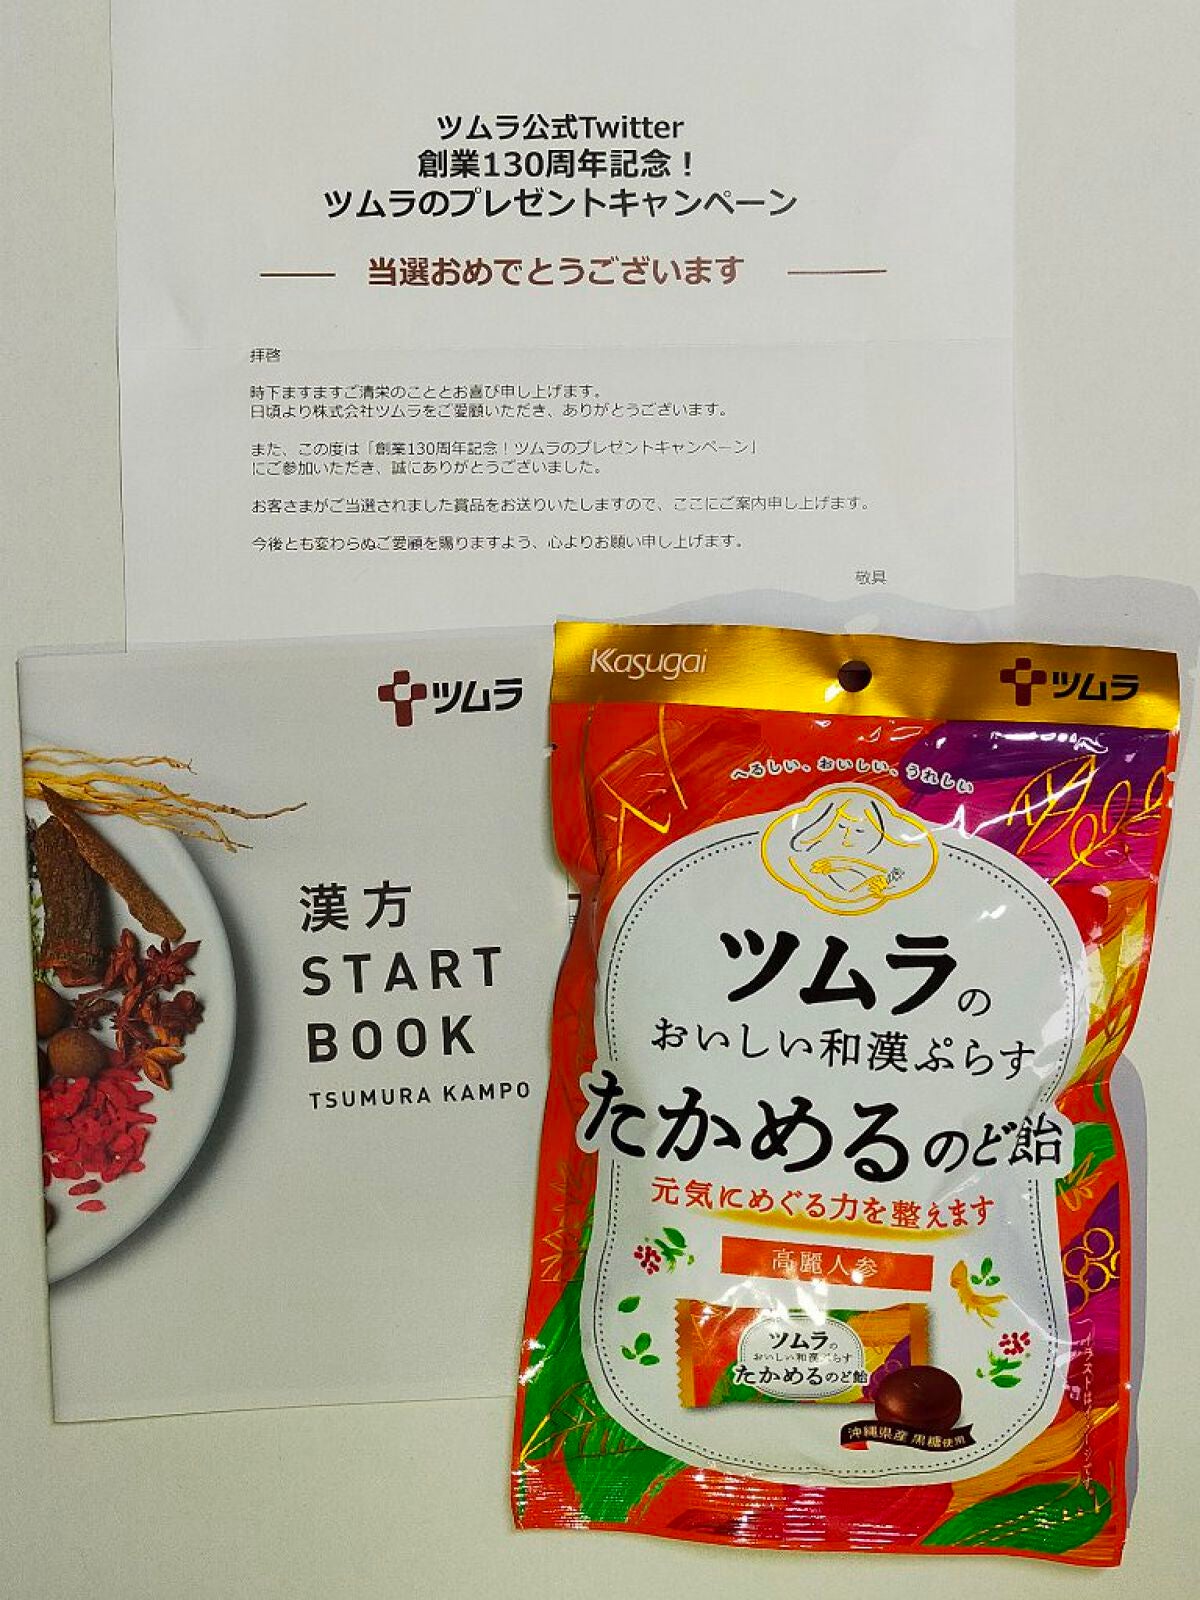 ツムラ公式Twitter
創業130周年記念！
ツムラのプレゼントキャンペーン
当選おめでとうございます
拝啓
時下ますますご清栄のこととお喜び申し上げます。
日頃より株式会社ツムラをご愛顧いただき、ありがとうございます。
また、この度は「創業130周年記念！ツムラのプレゼントキャンペーン」
にご参加いただき、誠にありがとうございました。
お客さまがご当選されました賞品をお送りいたしますので、ここにご案内申し上げます。
今後とも変わらぬご愛顧を賜りますよう、心よりお願い申し上げます。
敬具
ツムラ
漢方
START
BOOK
TSUMURA KAMPO
Kasugai
ツムラ
へるしい、おいしい、うれしい
ツムラの
おいしい和漢ぷらす
たかめるのど飴
元気にめぐる力を整えます
高麗人参
ツムラの
おいしい和漢ぷらす
たかめるのど飴
沖縄県産 黒糖使用
イラストはイメージです。